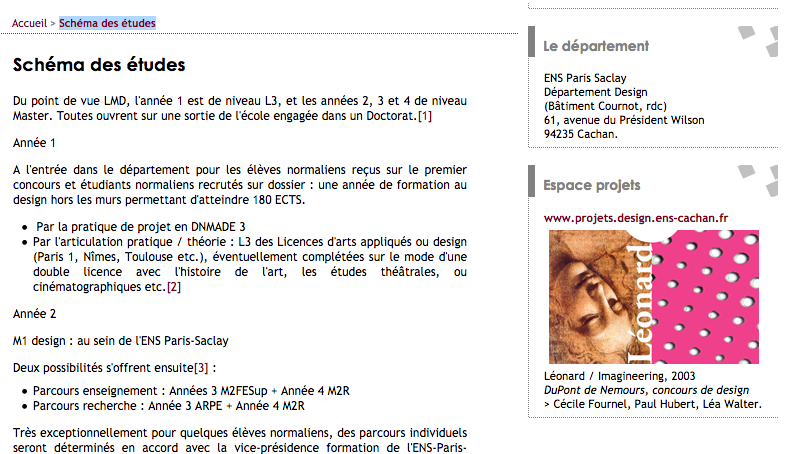 Accueil > Schéma des études
Schéma des études
Du point de vue LMD, l'année 1 est de niveau L3, et les années 2, 3 et 4 de niveau
Master. Toutes ouvrent sur une sortie de l'école engagée dans un Doctorat.[1]
Année 1
A l'entrée dans le département pour les élèves normaliens reçus sur le premier
concours et étudiants normaliens recrutés sur dossier : une année de formation au
design hors les murs permettant d'atteindre 180 ECTS.
• Par la pratique de projet en DNMADE 3
• Par l'articulation pratique / théorie : L3 des Licences d'arts appliqués ou design
(Paris 1, Nîmes, Toulouse etc.), éventuellement complétées sur le mode d'une
double licence avec l'histoire de l'art, les études théâtrales, ou
cinématographiques etc.[2]
Année 2
M1 design : au sein de l'ENS Paris-Saclay
Deux possibilités s'offrent ensuite[3] :
• Parcours enseignement : Années 3 M2FESup + Année 4 M2R
• Parcours recherche : Année 3 ARPE + Année 4 M2R
Très exceptionnellement pour quelques élèves normaliens, des parcours individuels
seront déterminés en accord avec la vice-présidence formation de l'ENS-Paris-
Le département
ENS Paris Saclay
Département Design
(Bâtiment Cournot, rdc)
61, avenue du Président Wilson
94235 Cachan.
Espace projets
www.projets.design.ens-cachan.fr
Léonard
Léonard / Imagineering, 2003
DuPont de Nemours, concours de design
> Cécile Fournel, Paul Hubert, Léa Walter.